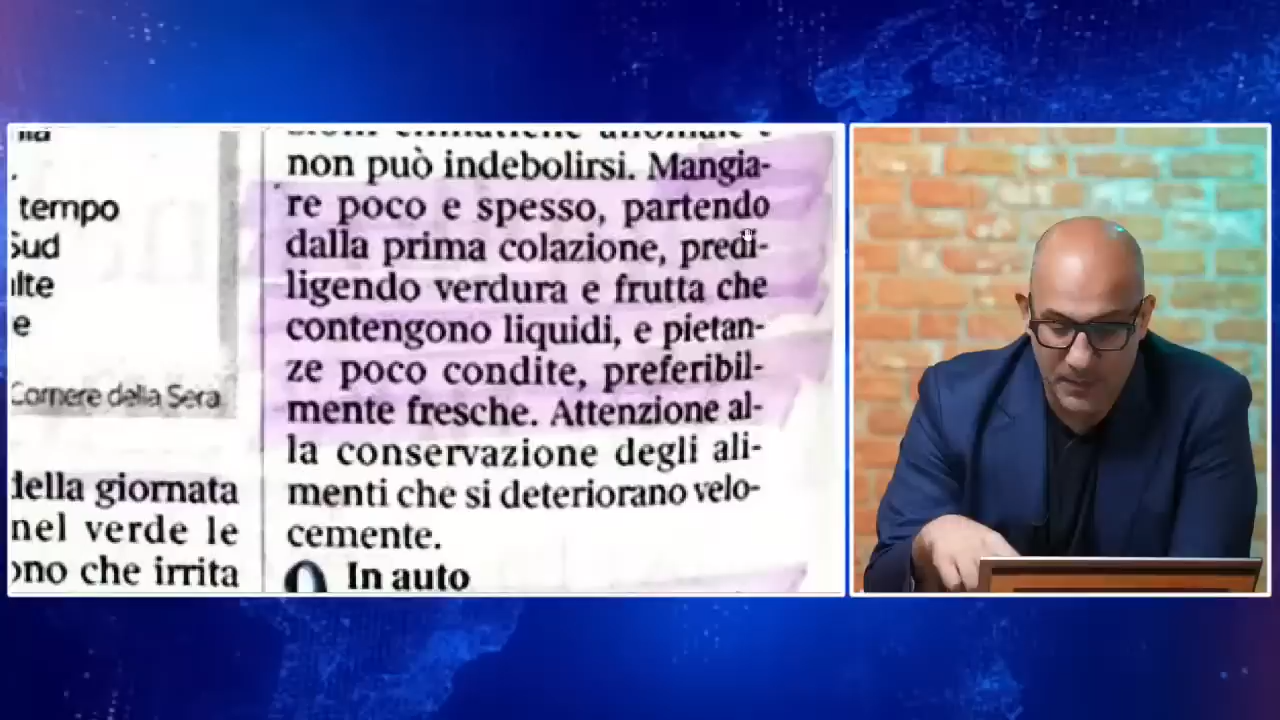 tempo
Sud
e
Corriere della Sera
della giornata
nel verde le
che irrita
non può indebolirsi. Mangia-
re poco e spesso, partendo
dalla prima colazione, predi-
ligendo verdura e frutta che
contengono liquidi, e pietan-
ze poco condite, preferibil-
mente fresche. Attenzione al-
la conservazione degli ali-
menti che si deteriorano velo-
cemente.
In auto